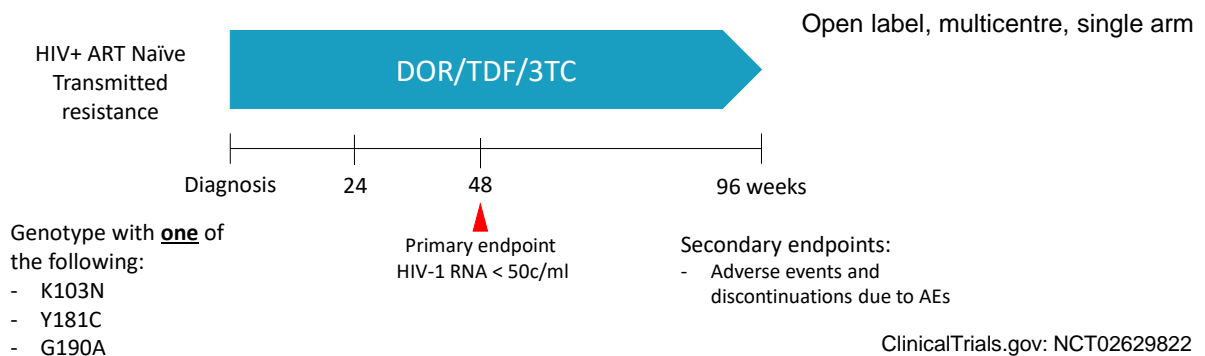 Open label, multicentre, single arm
HIV+ ART Naïve
Transmitted
resistance
DOR/TDF/3TC
Diagnosis 24 48 96 weeks
Genotype with one of
the following:
- K103N
- Y181C
- G190A
Primary endpoint
HIV-1 RNA < 50c/ml
Secondary endpoints:
- Adverse events and
discontinuations due to AEs
ClinicalTrials.gov: NCT02629822